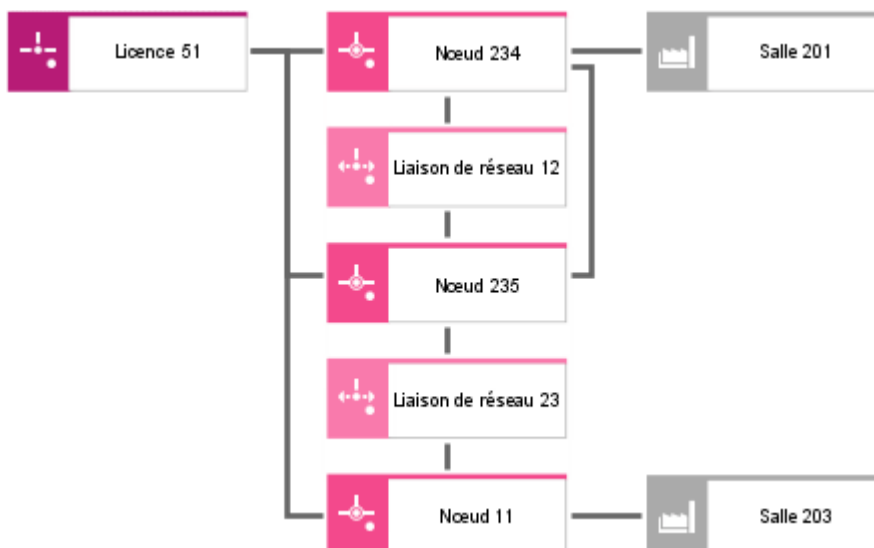 Licence 51
Nœud 234
Salle 201
Liaison de réseau 12
Nœud 235
Liaison de réseau 23
Nœud 11
Salle 203